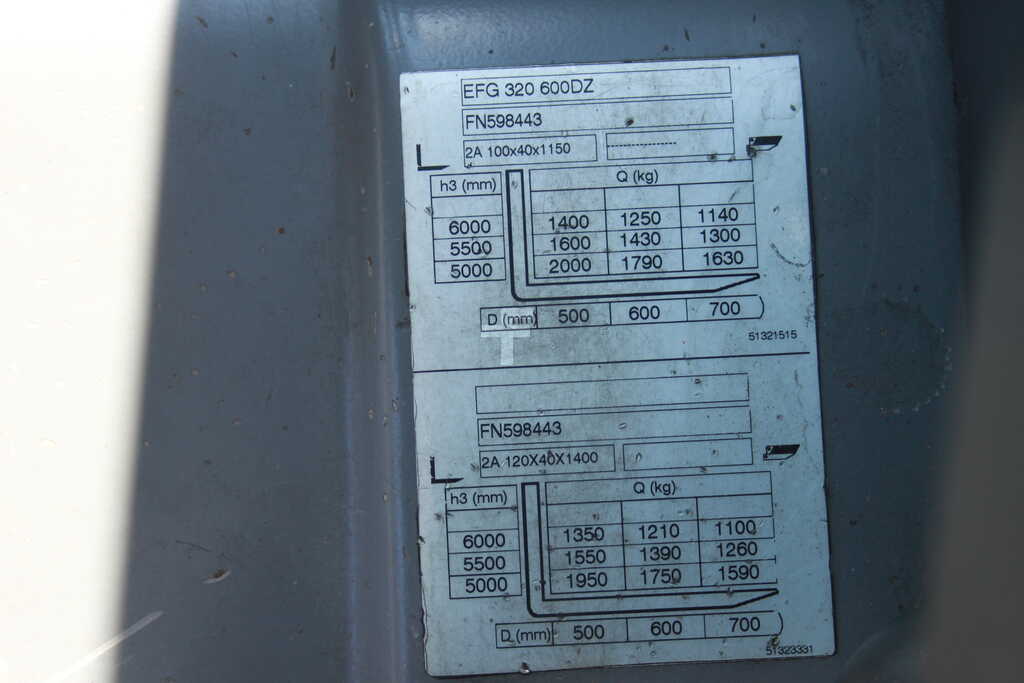 EFG 320 600DZ
FN598443
2A 100x40x1150 --------------
h3 (mm) Q (kg)
6000 1400 1250 1140
5500 1600 1430 1300
5000 2000 1790 1630
D (mm) 500 600 700
51321515
T
FN598443
2A 120X40X1400
h3 (mm) Q (kg)
6000 1350 1210 1100
5500 1550 1390 1260
5000 1950 1750 1590
D (mm) 500 600 700
51323331